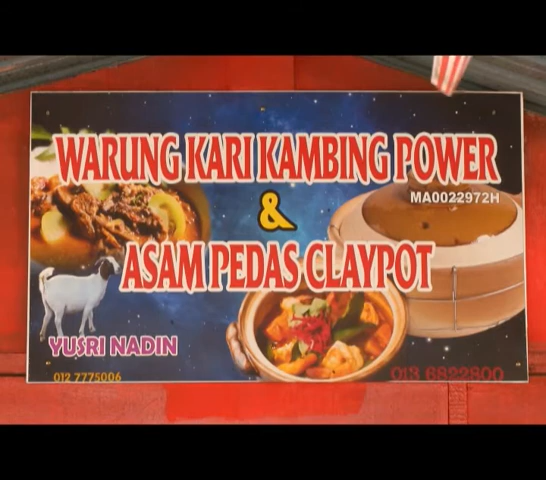 WARUNG KARI KAMBING POWER
MA0022972H
&
ASAM PEDAS CLAYPOT
YUSRI NADIN
012 7775006
013 6822800